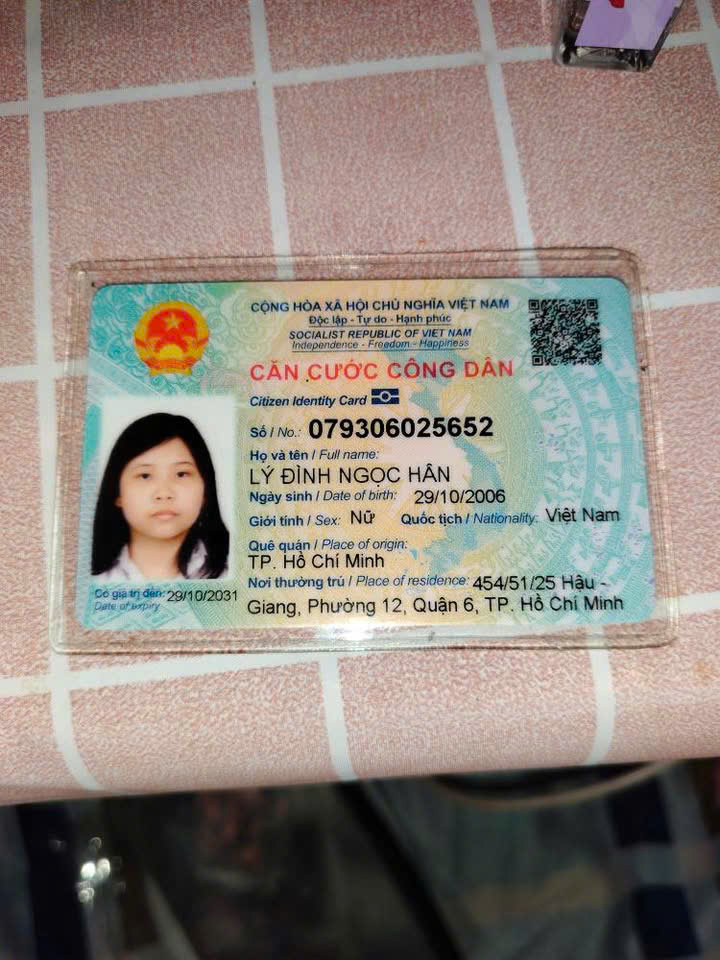 CỘNG HÒA XÃ HỘI CHỦ NGHĨA VIỆT NAM
Độc lập - Tự do - Hạnh phúc
SOCIALIST REPUBLIC OF VIET NAM
Independence - Freedom - Happiness
CĂN CƯỚC CÔNG DÂN
Citizen Identity Card
Số / No.: 079306025652
Họ và tên / Full name:
LÝ ĐÌNH NGỌC HÂN
Ngày sinh / Date of birth: 29/10/2006
Giới tính / Sex: Nữ Quốc tịch / Nationality: Việt Nam
Quê quán / Place of origin:
TP. Hồ Chí Minh
Nơi thường trú / Place of residence: 454/51/25 Hậu -
Giang, Phường 12, Quận 6, TP. Hồ Chí Minh
Có giá trị đến: 29/10/2031
Date of expiry